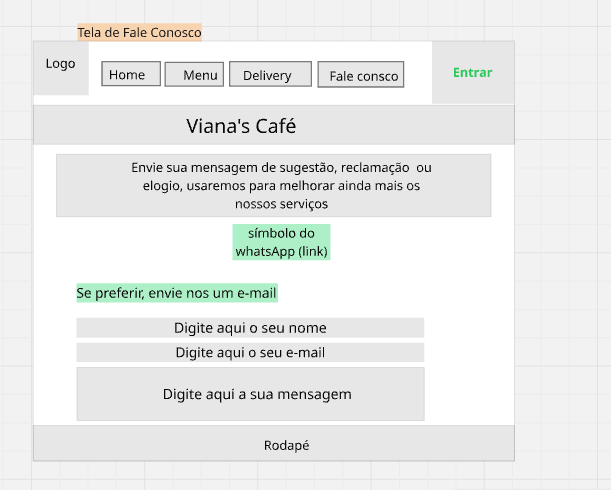 Tela de Fale Conosco
Logo
Home
Menu
Delivery
Fale consco
Entrar
Viana's Café
Envie sua mensagem de sugestão, reclamação ou
elogio, usaremos para melhorar ainda mais os
nossos serviços
símbolo do
whatsApp (link)
Se preferir, envie nos um e-mail
Digite aqui o seu nome
Digite aqui o seu e-mail
Digite aqui a sua mensagem
Rodapé